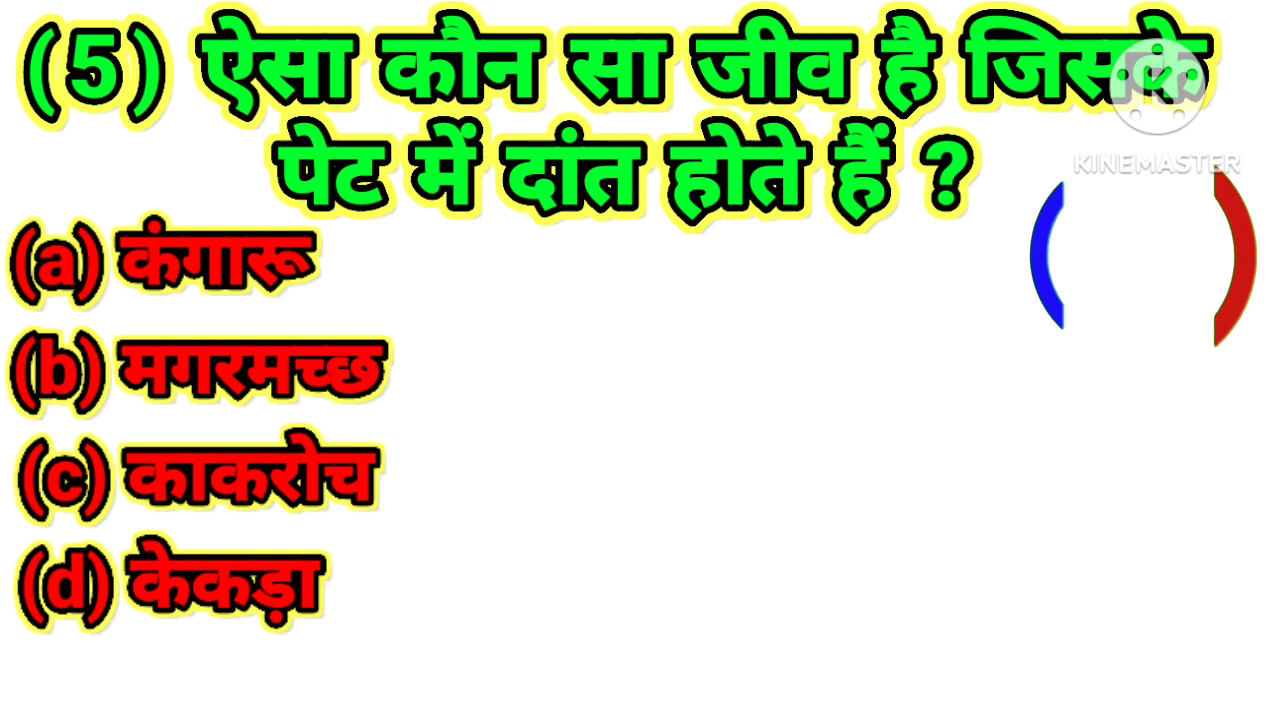 (5) ऐसा कौन सा जीव है जिसके
पेट में दांत होते हैं ?
KINEMASTER
(a) कंगारू
(b) मगरमच्छ
(c) काकरोच
(d) केकड़ा